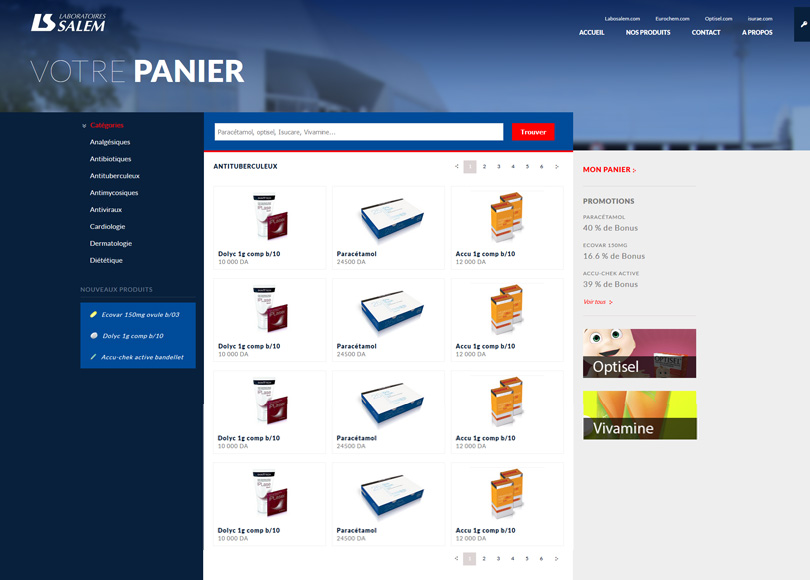 LS LABORATOIRES
SALEM
Labosalem.com Eurochem.com Optisel.com isurae.com
ACCUEIL NOS PRODUITS CONTACT A PROPOS
VOTRE PANIER
Catégories
Analgésiques
Antibiotiques
Antituberculeux
Antimycosiques
Antiviraux
Cardiologie
Dermatologie
Diététique
NOUVEAUX PRODUITS
Ecovar 150mg ovule b/03
Dolyc 1g comp b/10
Accu-chek active bandellet
Paracétamol, optisel, Isucare, Vivamine...
Trouver
ANTITUBERCULEUX
< 1 2 3 4 5 6 >
Dolyc 1g comp b/10 Paracétamol Accu 1g comp b/10
10 000 DA 24500 DA 12 000 DA
Dolyc 1g comp b/10 Paracétamol Accu 1g comp b/10
10 000 DA 24500 DA 12 000 DA
Dolyc 1g comp b/10 Paracétamol Accu 1g comp b/10
10 000 DA 24500 DA 12 000 DA
Dolyc 1g comp b/10 Paracétamol Accu 1g comp b/10
10 000 DA 24500 DA 12 000 DA
< 1 2 3 4 5 6 >
MON PANIER :.
PROMOTIONS
PARACÉTAMOL
40 % de Bonus
ECOVAR 150MG
16.6 % de Bonus
ACCU-CHEK ACTIVE
39 % de Bonus
Voir tous >
OPTISEL
Optisel
Vivamine